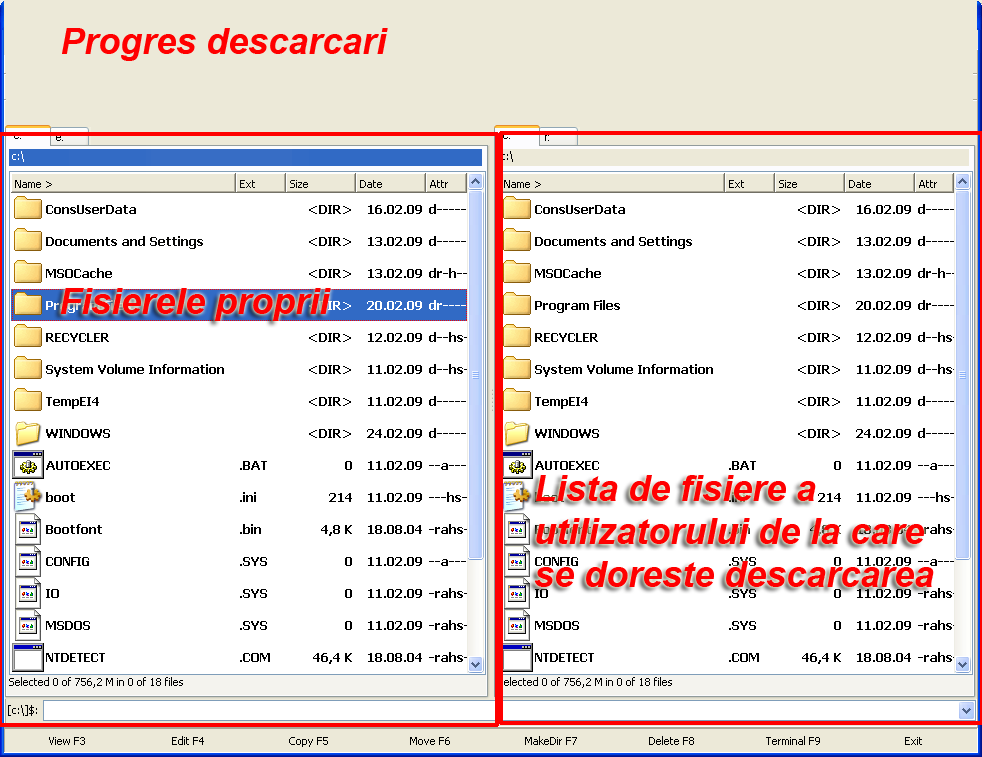 Progres descarcari
c: e: c: r:
c:\ c:\
Name > Ext Size Date Attr Name > Ext Size Date Attr
ConsUserData <DIR> 16.02.09 d----- ConsUserData <DIR> 16.02.09 d-----
Documents and Settings <DIR> 13.02.09 d----- Documents and Settings <DIR> 13.02.09 d-----
MSOCache <DIR> 13.02.09 dr-h-- MSOCache <DIR> 13.02.09 dr-h--
Fisierele proprii
20.02.09 dr---- Program Files <DIR> 20.02.09 dr----
RECYCLER <DIR> 12.02.09 d--hs- RECYCLER <DIR> 12.02.09 d--hs-
System Volume Information <DIR> 11.02.09 d--hs- System Volume Information <DIR> 11.02.09 d--hs-
TempEI4 <DIR> 11.02.09 d----- TempEI4 <DIR> 11.02.09 d-----
WINDOWS <DIR> 24.02.09 d----- WINDOWS <DIR> 24.02.09 d-----
AUTOEXEC .BAT 0 11.02.09 --a--- AUTOEXEC .BAT 0 11.02.09 --a---
boot .ini 214 11.02.09 ---hs- 214 11.02.09 ---hs-
Lista de fisiere a
Bootfont .bin 4,8 K 18.08.04 -rahs- -rahs-
utilizatorului de la care
CONFIG .SYS 0 11.02.09 --a--- CONFIG .SYS 0 11.02.09 --a---
se doreste descarcarea
IO .SYS 0 11.02.09 -rahs- IO .SYS 0 11.02.09 -rahs-
MSDOS .SYS 0 11.02.09 -rahs- MSDOS .SYS 0 11.02.09 -rahs-
NTDETECT .COM 46,4 K 18.08.04 -rahs- NTDETECT .COM 46,4 K 18.08.04 -rahs-
Selected 0 of 756,2 M in 0 of 18 files elected 0 of 756,2 M in 0 of 18 files
[c:\]$:
View F3 Edit F4 Copy F5 Move F6 MakeDir F7 Delete F8 Terminal F9 Exit